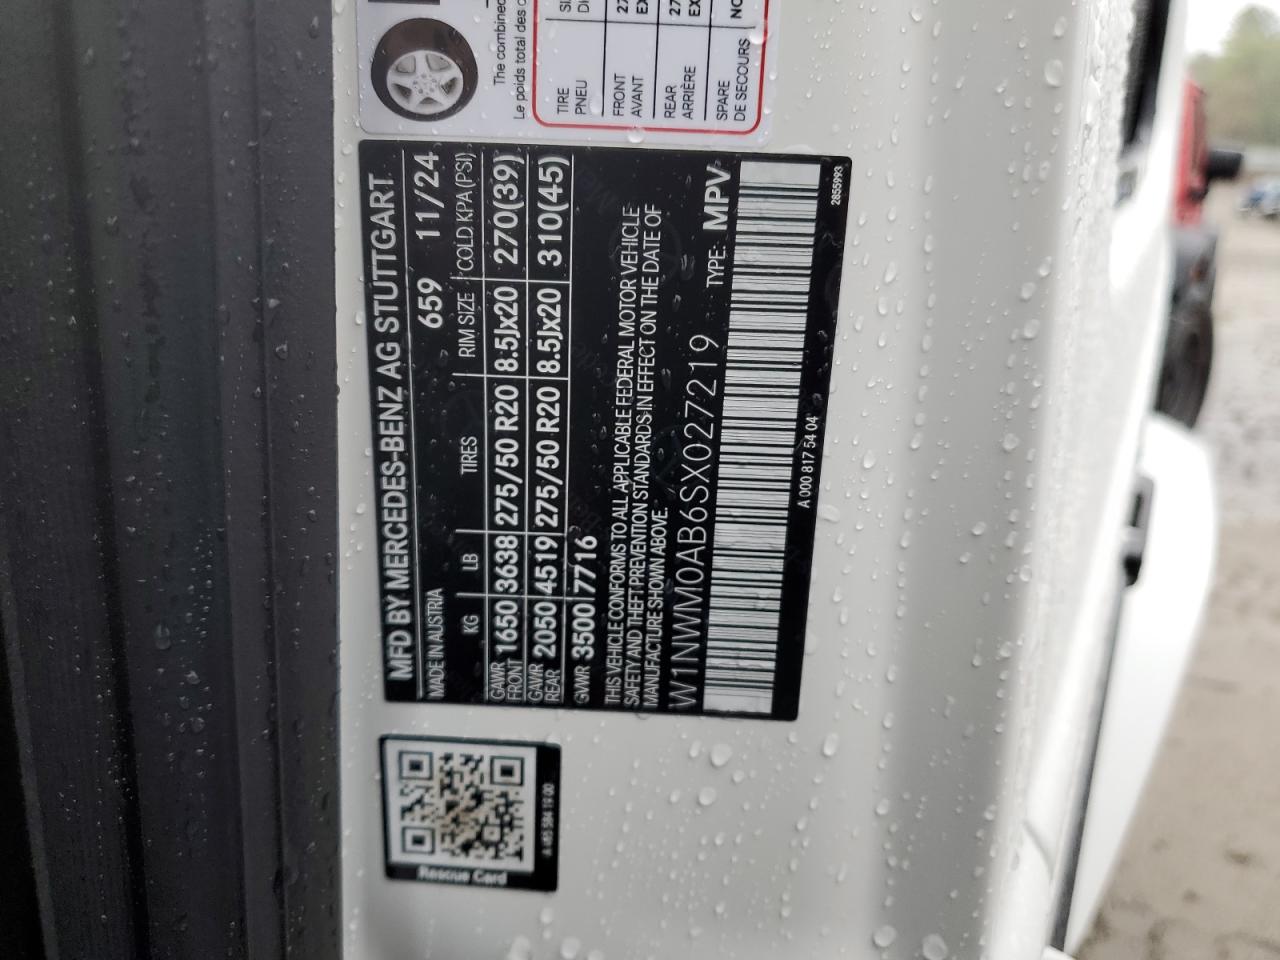 The combined
Le poids total des
TIRE
PNEU
FRONT
AVANT
REAR
ARRIÈRE
SPARE
DE SECOURS
MFD BY MERCEDES-BENZ AG STUTTGART
MADE IN AUSTRIA 659 11/24
KG LB TIRES RIM SIZE COLD KPA (PSI)
GAWR FRONT 1650 3638 275/50 R20 8.5Jx20 270(39)
GAWR REAR 2050 4519 275/50 R20 8.5Jx20 310(45)
GVWR 3500 7716
THIS VEHICLE CONFORMS TO ALL APPLICABLE FEDERAL MOTOR VEHICLE
SAFETY AND THEFT PREVENTION STANDARDS IN EFFECT ON THE DATE OF
MANUFACTURE SHOWN ABOVE.
W1NWM0AB6SX027219 TYPE: MPV
A 000 817 54 04
2855993
Rescue Card